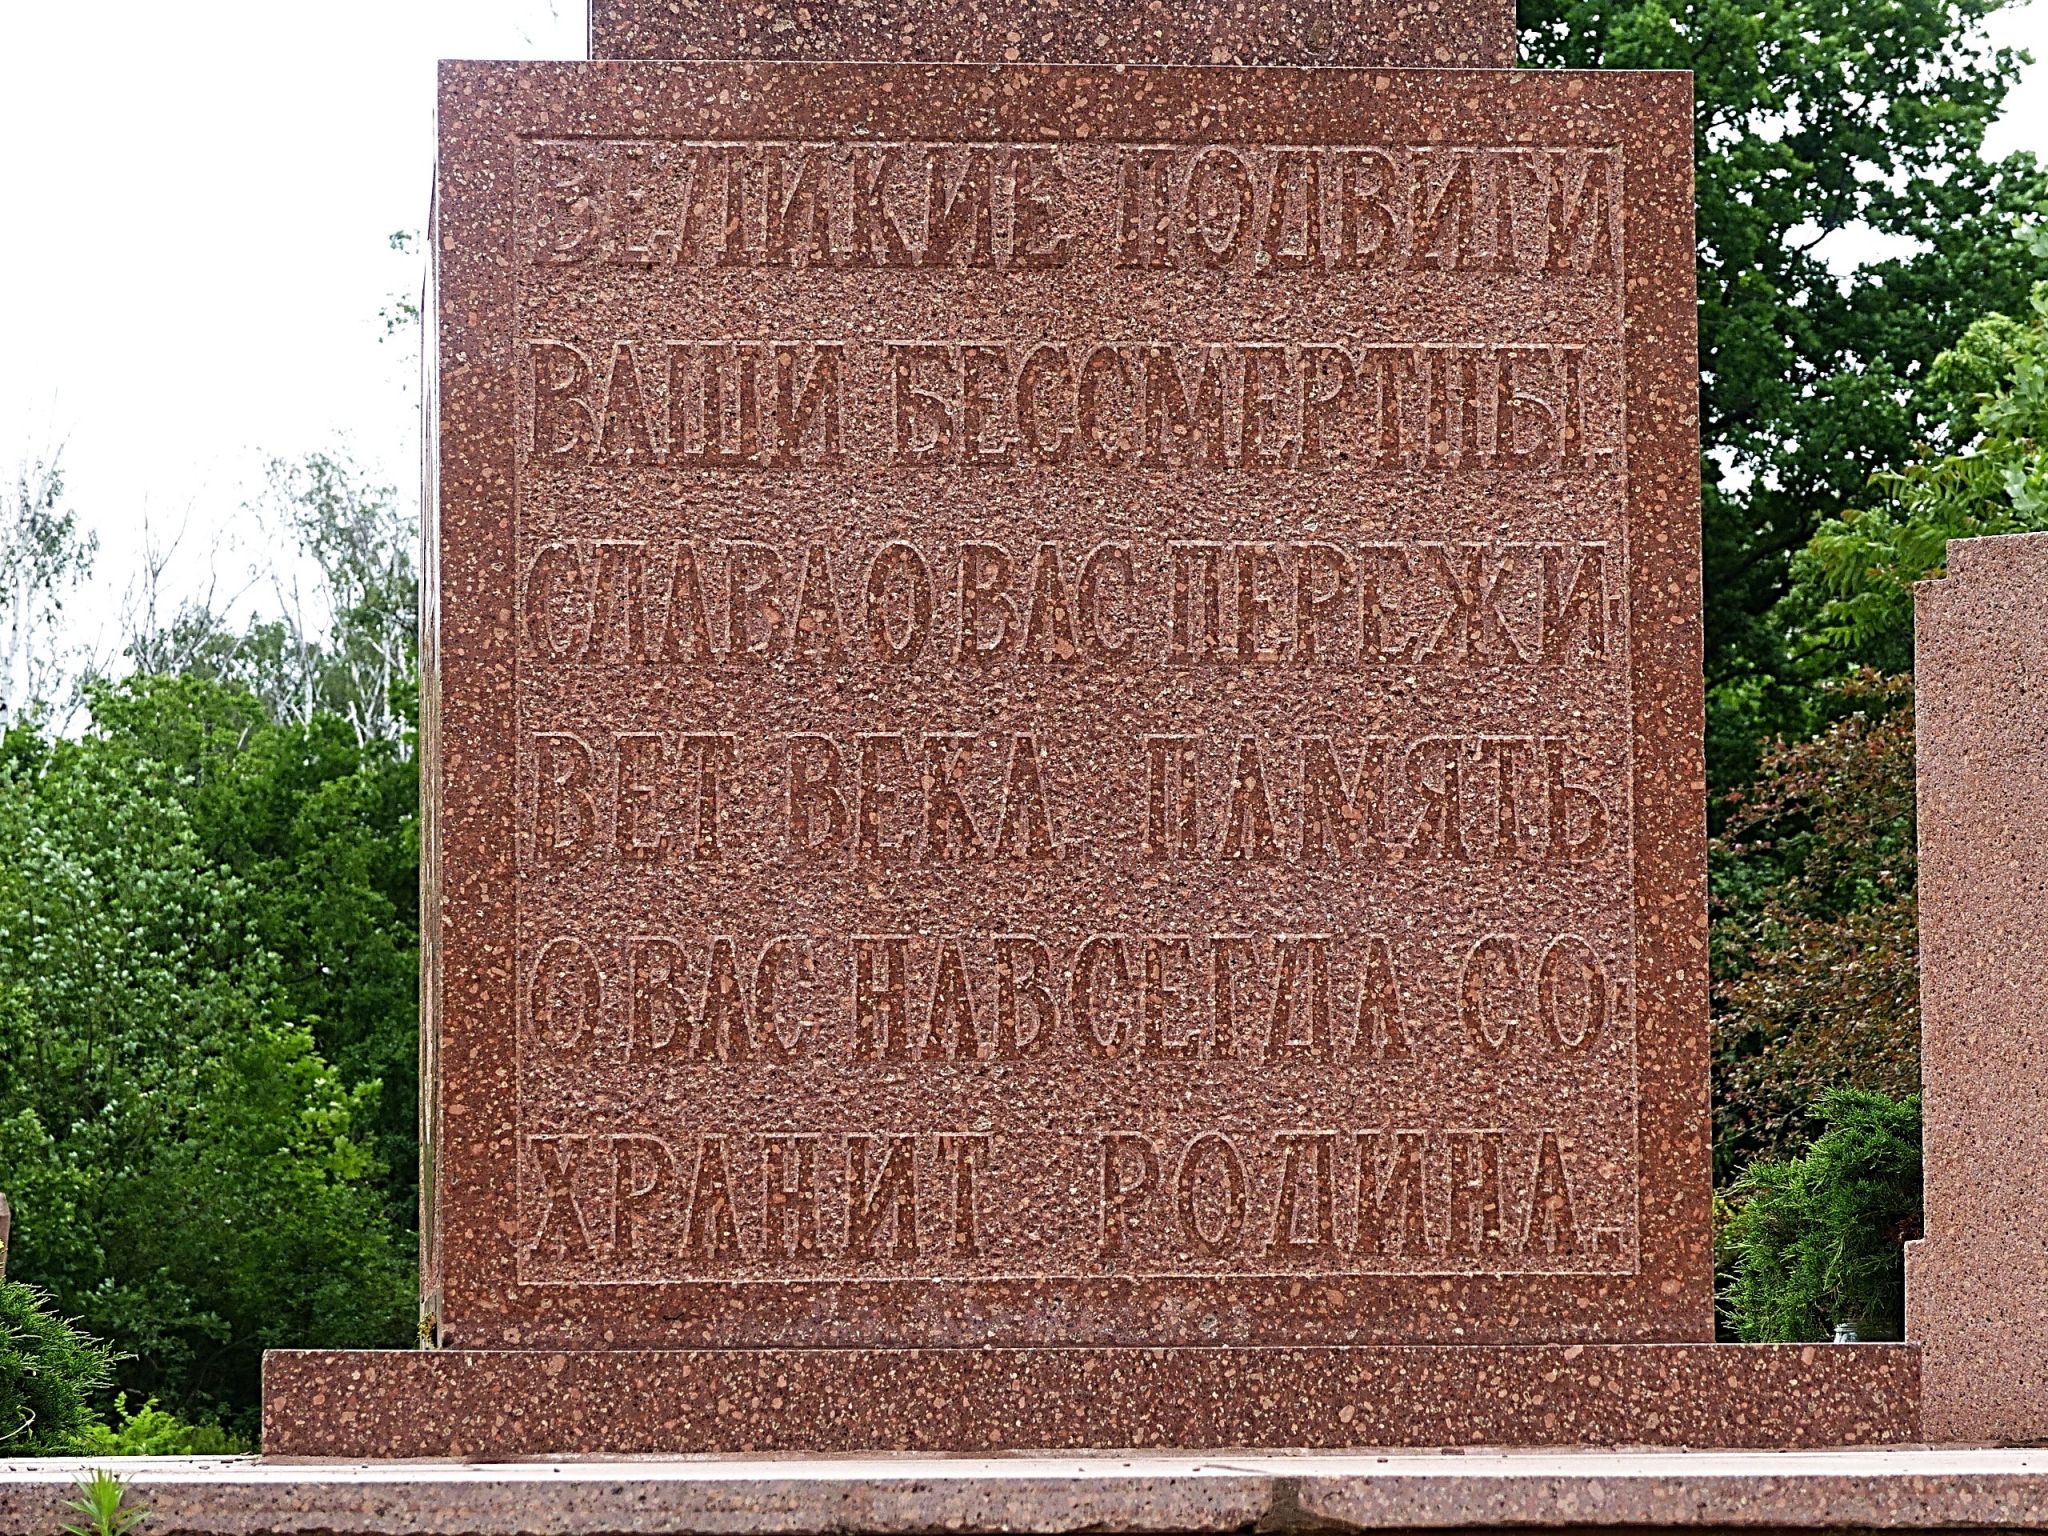 ВЕЛИКИЕ ПОДВИГИ
ВАШИ БЕССМЕРТНЫ.
СЛАВА О ВАС ПЕРЕЖИ-
ВЕТ ВЕКА. ПАМЯТЬ
О ВАС НАВСЕГДА СО-
ХРАНИТ РОДИНА.